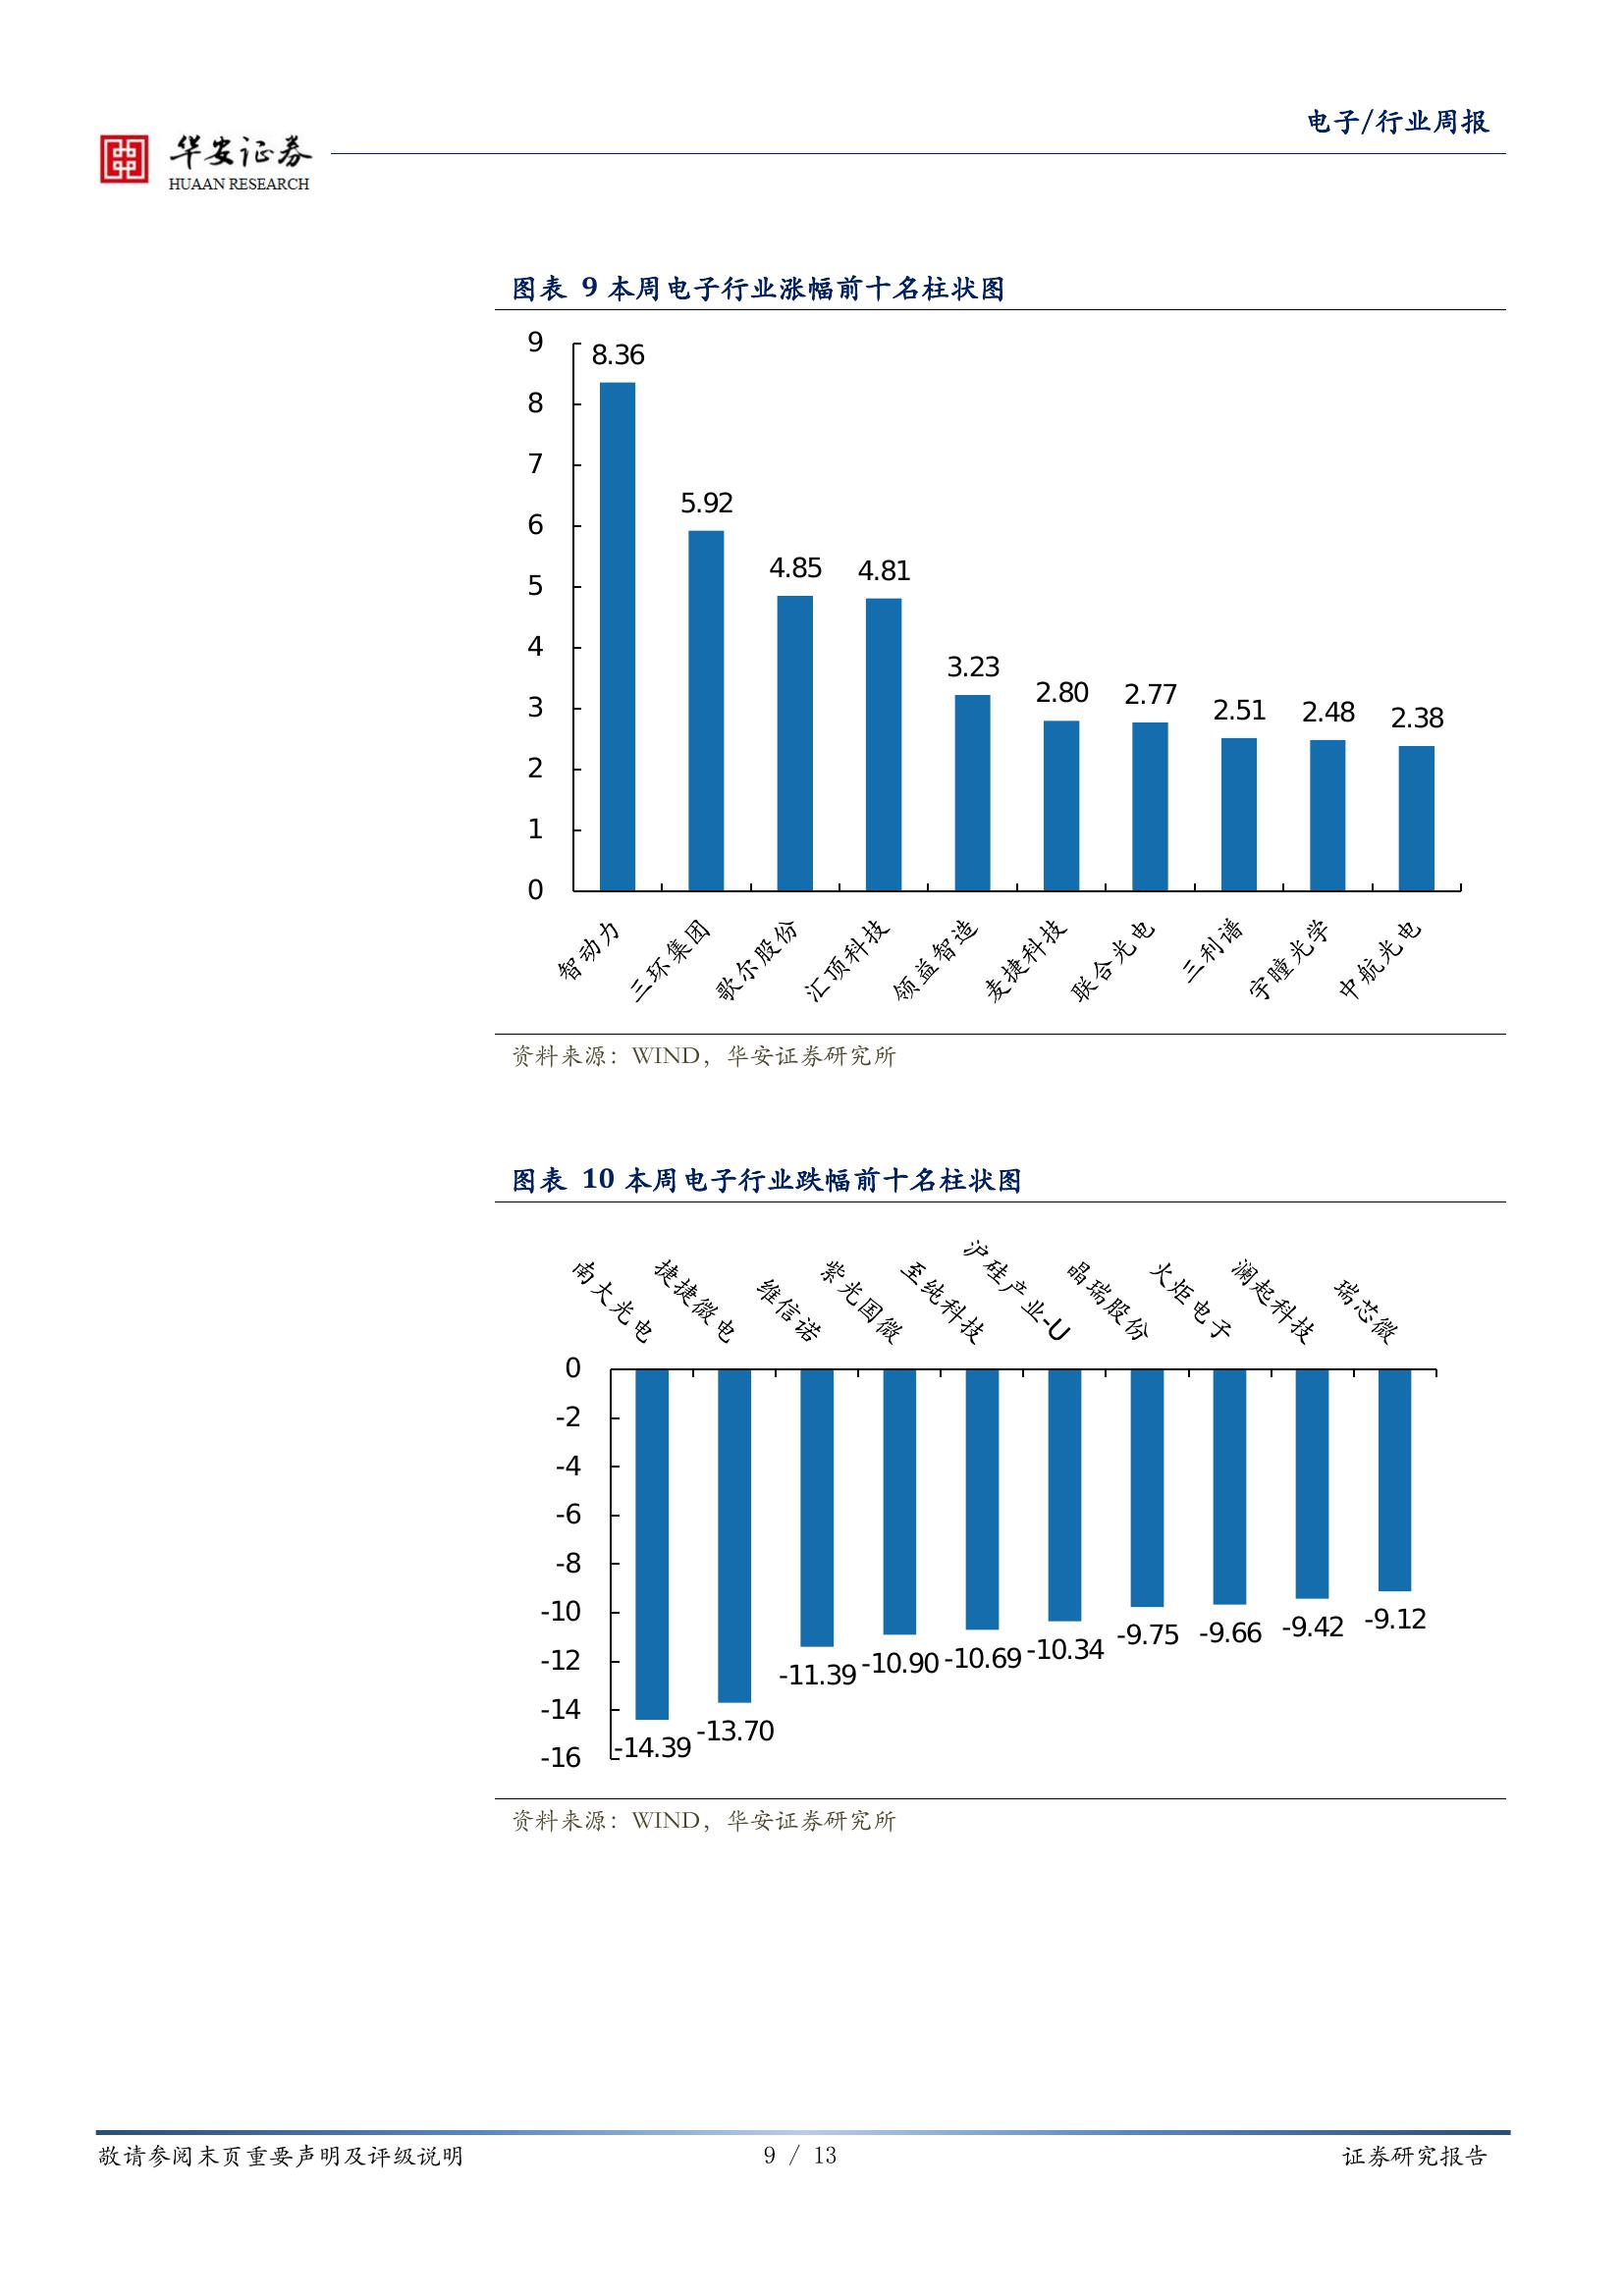 电子/行业周报
华安证券
HUAAN RESEARCH
图表 9 本周电子行业涨幅前十名柱状图
9
8
7
6
5
4
3
2
1
0
8.36
5.92
4.85
4.81
3.23
2.80
2.77
2.51
2.48
2.38
智动力
三环集团
歌尔股份
汇顶科技
领益智造
麦捷科技
联合光电
三利谱
宇瞳光学
中航光电
资料来源：WIND，华安证券研究所
图表 10 本周电子行业跌幅前十名柱状图
南大光电
捷捷微电
维信诺
紫光国微
至纯科技
沪硅产业-U
晶瑞股份
火炬电子
澜起科技
瑞芯微
0
-2
-4
-6
-8
-10
-12
-14
-16
-14.39
-13.70
-11.39
-10.90
-10.69
-10.34
-9.75
-9.66
-9.42
-9.12
资料来源：WIND，华安证券研究所
敬请参阅末页重要声明及评级说明
9 / 13
证券研究报告